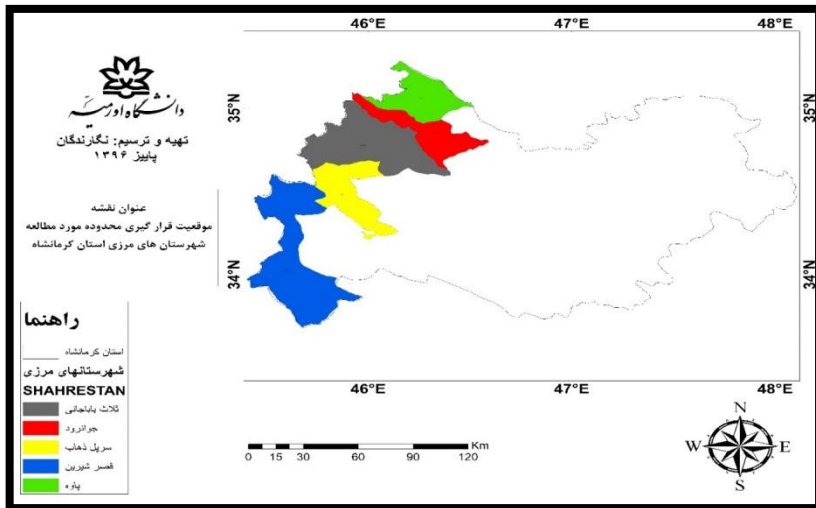 46°E 47°E 48°E
دانشگاه ارومیه
تهیه و ترسیم: نگارندگان
پاییز ۱۳۹۶
35°N
35°N
عنوان نقشه
موقعیت قرار گیری محدوده مورد مطالعه
شهرستان های مرزی استان کرمانشاه
34°N
34°N
راهنما
استان کرمانشاه
شهرستانهای مرزی
SHAHRESTAN
ثلاث باباجانی
جوانرود
سرپل ذهاب
قصر شیرین
پاوه
46°E 47°E 48°E
Km
0 15 30 60 90 120
N
W E
S